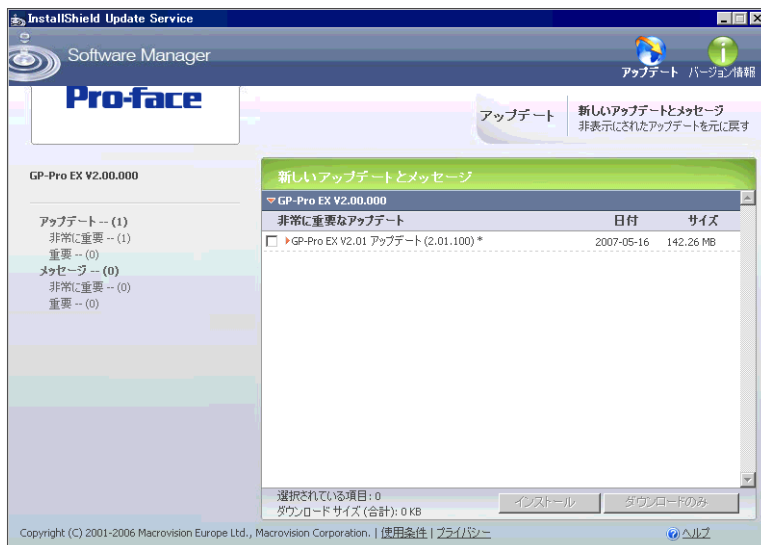 InstallShield Update Service
Software Manager
アップデート
バージョン情報
Pro-face
アップデート
新しいアップデートとメッセージ
非表示にされたアップデートを元に戻す
GP-Pro EX V2.00.000
アップデート -- (1)
非常に重要 -- (1)
重要 -- (0)
メッセージ -- (0)
非常に重要 -- (0)
重要 -- (0)
新しいアップデートとメッセージ
GP-Pro EX V2.00.000
非常に重要なアップデート 日付 サイズ
GP-Pro EX V2.01 アップデート (2.01.100) * 2007-05-16 142.26 MB
選択されている項目: 0
ダウンロード サイズ (合計): 0 KB
インストール
ダウンロードのみ
Copyright (C) 2001-2006 Macrovision Europe Ltd., Macrovision Corporation. | 使用条件 | プライバシー
ヘルプ